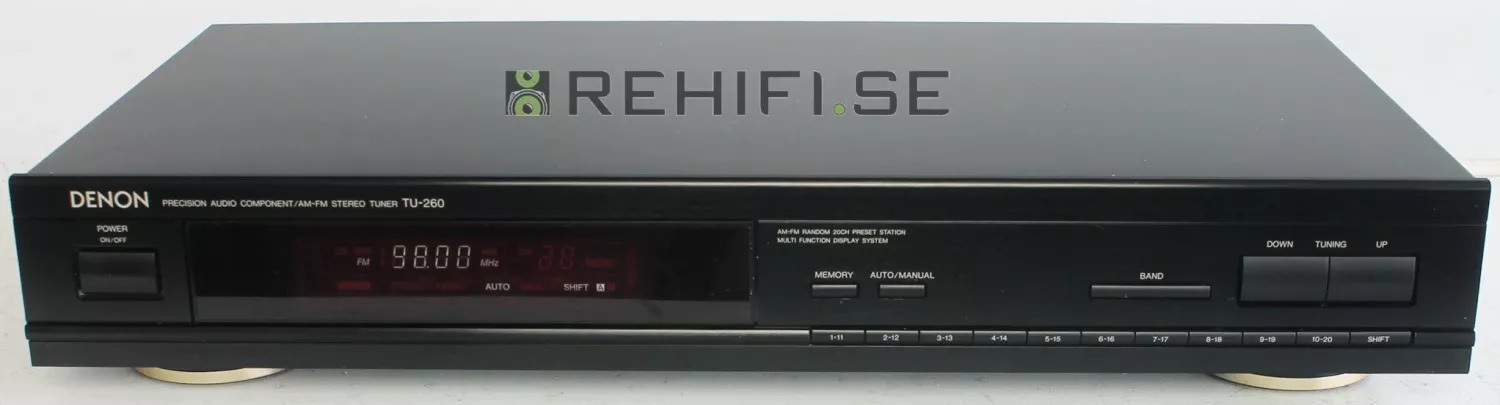 REHIFI.SE
DENON PRECISION AUDIO COMPONENT/AM-FM STEREO TUNER TU-260
POWER
ON/OFF
FM 98.00 MHz
AUTO SHIFT A
AM-FM RANDOM 20CH PRESET STATION
MULTI FUNCTION DISPLAY SYSTEM
MEMORY AUTO/MANUAL
BAND
DOWN TUNING UP
1-11 2-12 3-13 4-14 5-15 6-16 7-17 8-18 9-19 10-20 SHIFT